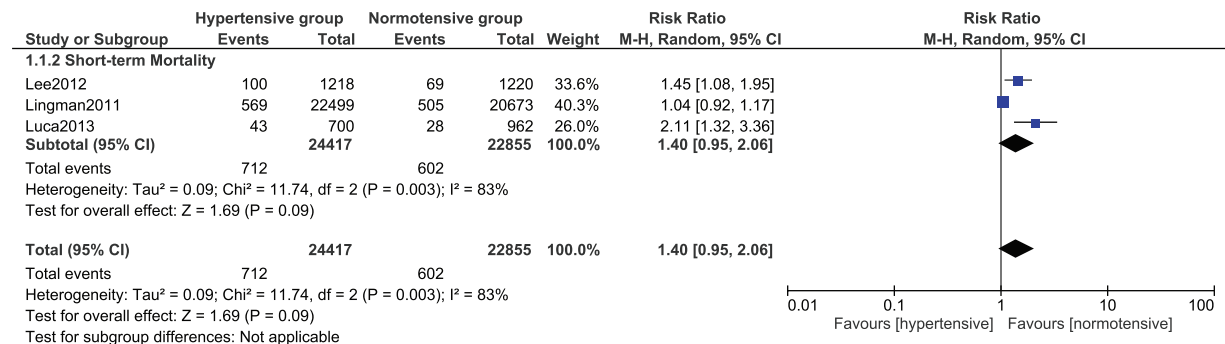 Hypertensive group Normotensive group Risk Ratio Risk Ratio
Study or Subgroup Events Total Events Total Weight M-H, Random, 95% CI M-H, Random, 95% CI
1.1.2 Short-term Mortality
Lee2012 100 1218 69 1220 33.6% 1.45 [1.08, 1.95]
Lingman2011 569 22499 505 20673 40.3% 1.04 [0.92, 1.17]
Luca2013 43 700 28 962 26.0% 2.11 [1.32, 3.36]
Subtotal (95% CI) 24417 22855 100.0% 1.40 [0.95, 2.06]
Total events 712 602
Heterogeneity: Tau² = 0.09; Chi² = 11.74, df = 2 (P = 0.003); I² = 83%
Test for overall effect: Z = 1.69 (P = 0.09)
Total (95% CI) 24417 22855 100.0% 1.40 [0.95, 2.06]
Total events 712 602
Heterogeneity: Tau² = 0.09; Chi² = 11.74, df = 2 (P = 0.003); I² = 83%
Test for overall effect: Z = 1.69 (P = 0.09)
Test for subgroup differences: Not applicable
0.01 0.1 1 10 100
Favours [hypertensive] Favours [normotensive]